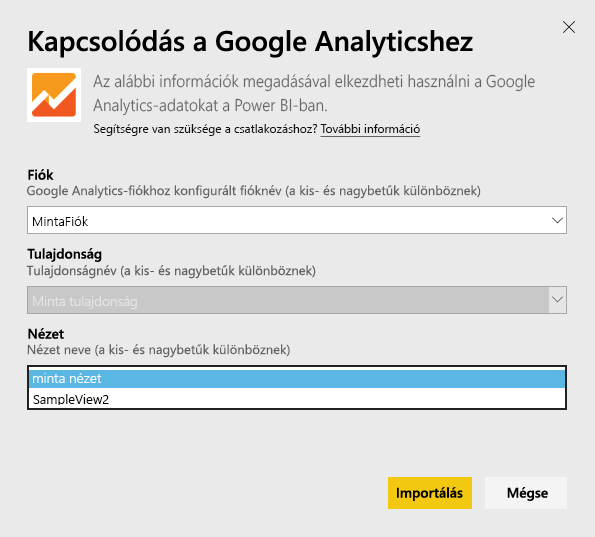 Kapcsolódás a Google Analyticshez
Az alábbi információk megadásával elkezdheti használni a Google
Analytics-adatokat a Power BI-ban.
Segítségre van szüksége a csatlakozáshoz? További információ
Fiók
Google Analytics-fiókhoz konfigurált fióknév (a kis- és nagybetűk különböznek)
MintaFiók
Tulajdonság
Tulajdonságnév (a kis- és nagybetűk különböznek)
Minta tulajdonság
Nézet
Nézet neve (a kis- és nagybetűk különböznek)
minta nézet
SampleView2
Importálás
Mégse